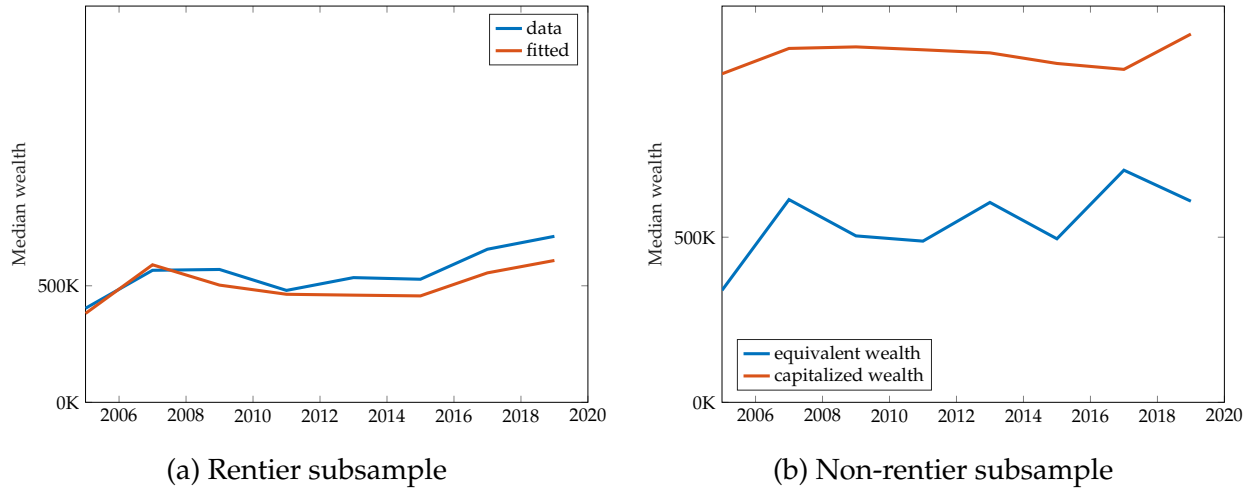 data
fitted
Median wealth
500K
0K
2006 2008 2010 2012 2014 2016 2018 2020
(a) Rentier subsample
Median wealth
500K
equivalent wealth
capitalized wealth
0K
2006 2008 2010 2012 2014 2016 2018 2020
(b) Non-rentier subsample